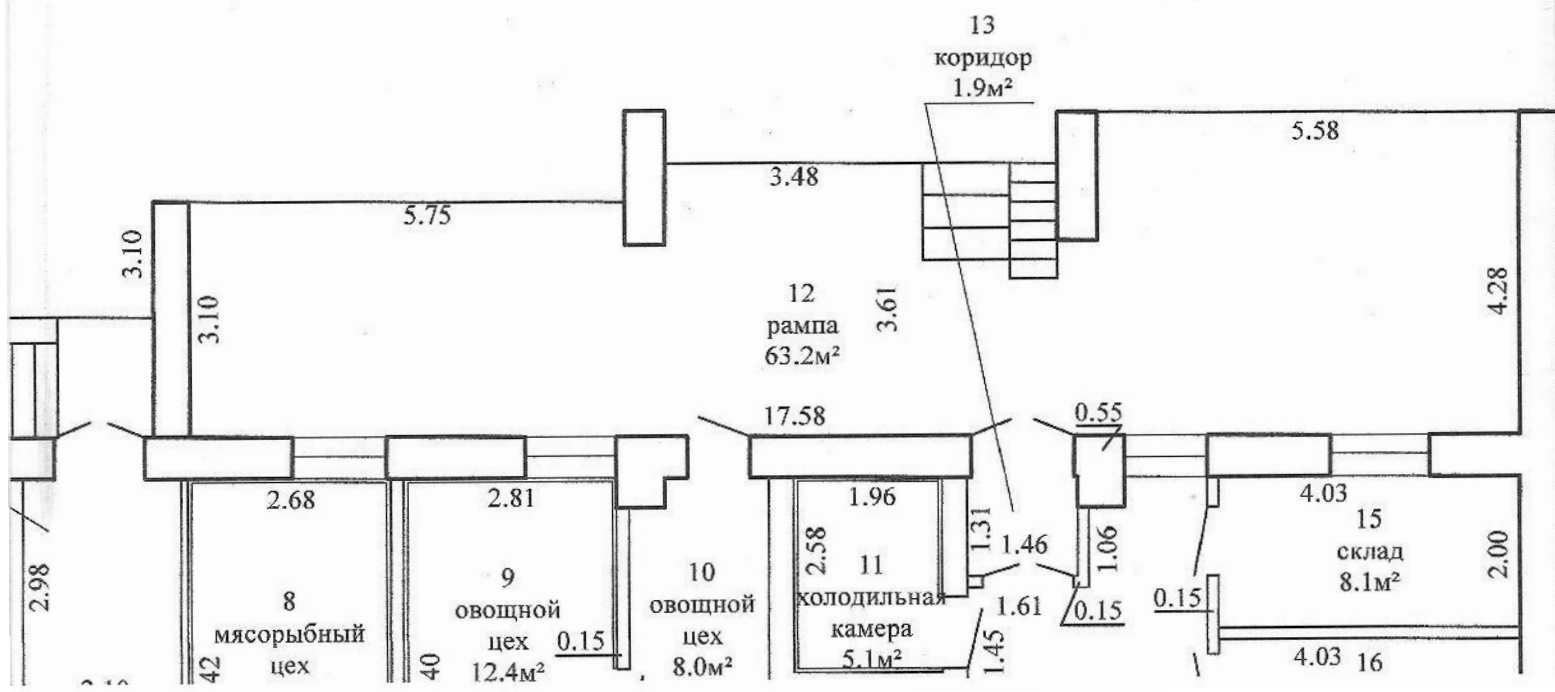 13
коридор
1.9м²
5.58
3.48
5.75
3.10
3.10
12
рампа
63.2м²
3.61
4.28
17.58
0.55
2.68
2.81
1.96
4.03
1.31
1.46
1.06
2.58
15
склад
8.1м²
2.00
2.98
8
мясорыбный
цех
9
овощной
цех
12.4м²
0.15
10
овощной
цех
8.0м²
11
холодильная
камера
5.1м²
1.61
0.15
0.15
1.45
42
40
4.03
16